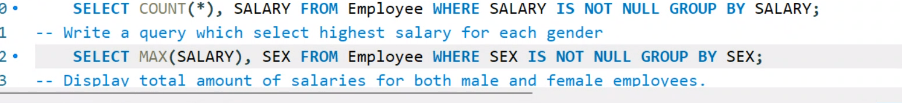 0 SELECT COUNT(*), SALARY FROM Employee WHERE SALARY IS NOT NULL GROUP BY SALARY;
1 -- Write a query which select highest salary for each gender
2 SELECT MAX(SALARY), SEX FROM Employee WHERE SEX IS NOT NULL GROUP BY SEX;
3 -- Display total amount of salaries for both male and female employees.